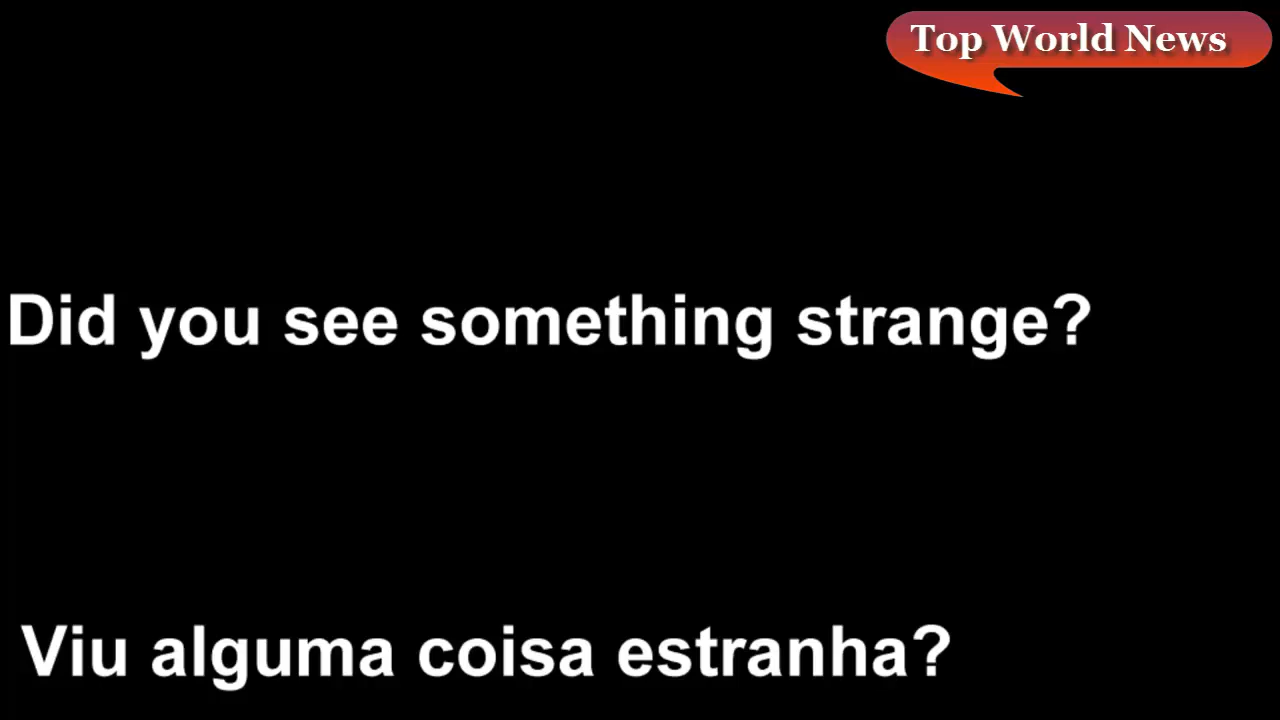 Top World News
Did you see something strange?
Viu alguma coisa estranha?